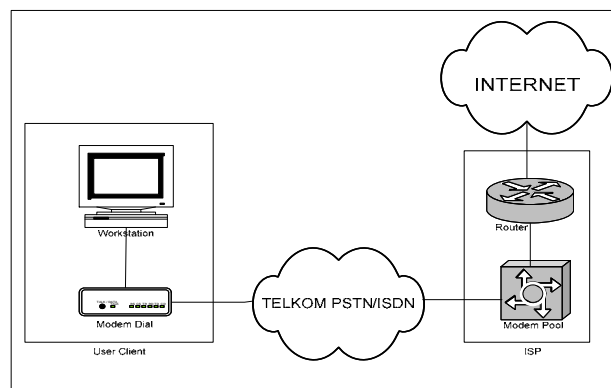 INTERNET
Workstation
Router
TELKOM PSTN/ISDN
Modem Dial
Modem Pool
User Client
ISP